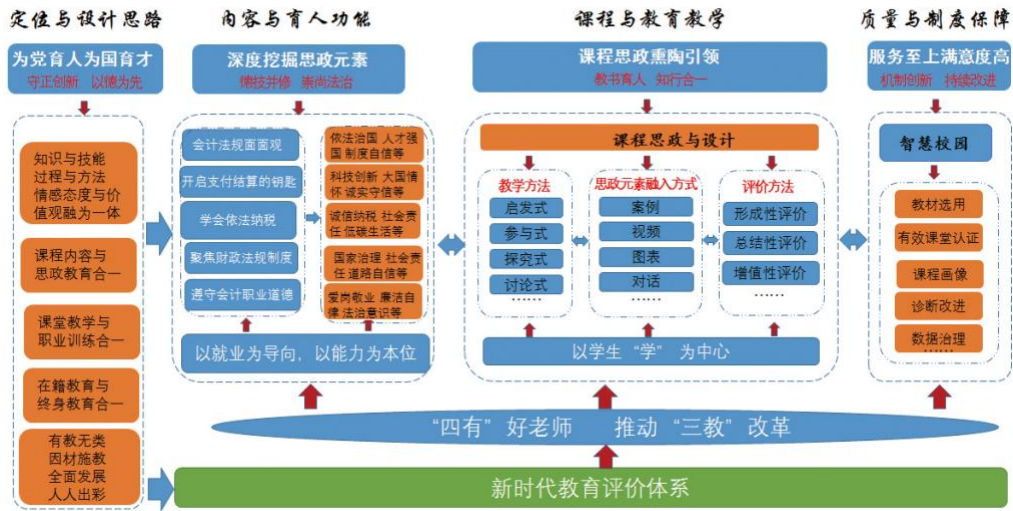 定位与设计思路
为党育人为国育才
守正创新 以德为先
知识与技能
过程与方法
情感态度与价
值观融为一体
课程内容与
思政教育合一
课堂教学与
职业训练合一
在籍教育与
终身教育合一
有教无类
因材施教
全面发展
人人出彩
内容与育人功能
深度挖掘思政元素
德技并修 崇尚法治
会计法规面面观
开启支付结算的钥匙
学会依法纳税
聚焦财政法规制度
遵守会计职业道德
依法治国 人才强
国 制度自信等
科技创新 大国情
怀 诚实守信等
诚信纳税 社会责
任 低碳生活等
国家治理 社会责
任 道路自信等
爱岗敬业 廉洁自
律 法治意识等
以就业为导向，以能力为本位
课程与教育教学
课程思政熏陶引领
教书育人 知行合一
课程思政与设计
教学方法
启发式
参与式
探究式
讨论式
……
思政元素融入方式
案例
视频
图表
对话
……
评价方法
形成性评价
总结性评价
增值性评价
……
以学生“学”为中心
质量与制度保障
服务至上满意度高
机制创新 持续改进
智慧校园
教材选用
有效课堂认证
课程画像
诊断改进
数据治理
……
“四有”好老师 推动“三教”改革
新时代教育评价体系